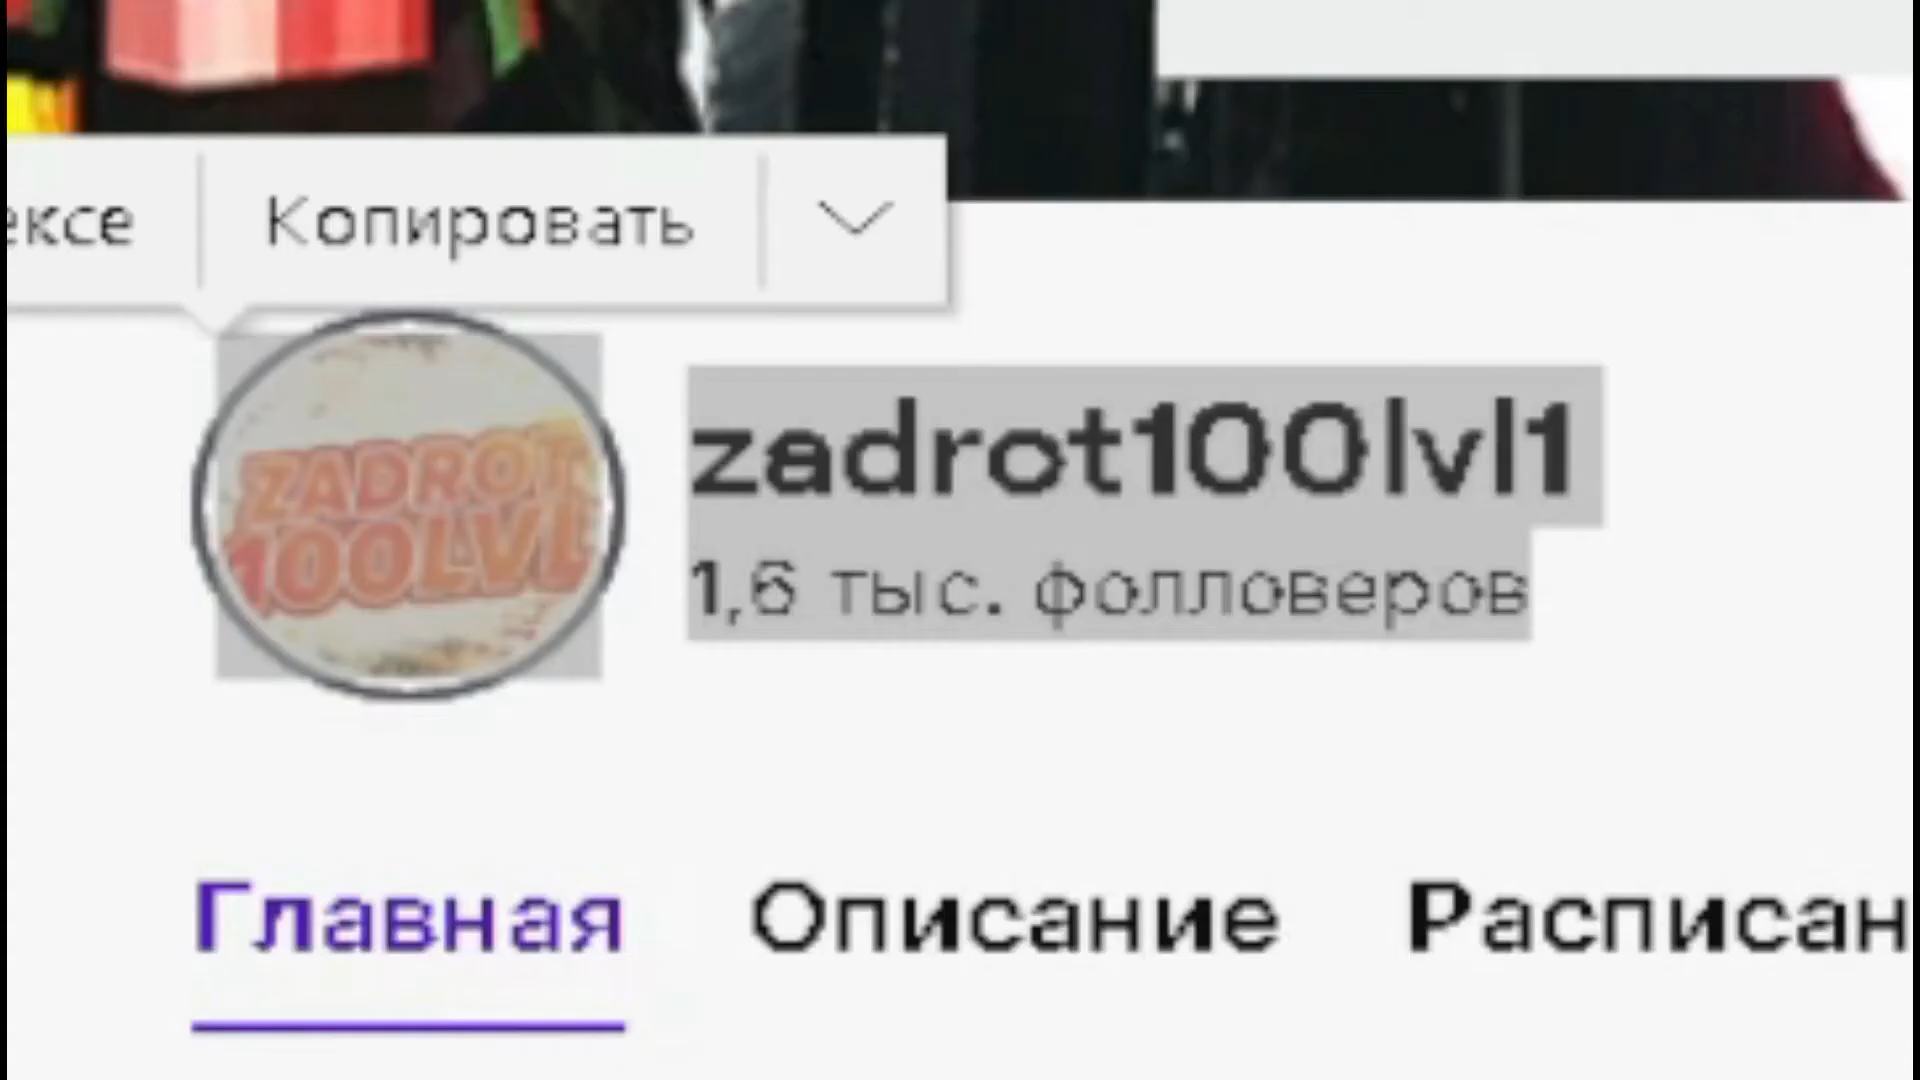 ексе
Копировать
ZADROT
100LVL
zadrot100lvl1
1,6 тыс. фолловеров
Главная
Описание
Расписан